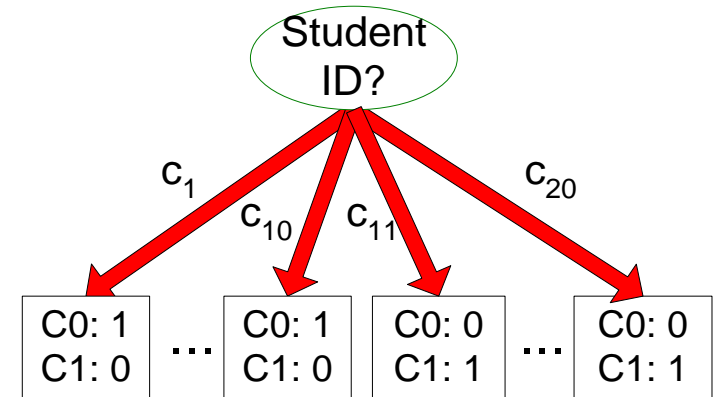 Student
ID?
c₁
c₁₀
c₁₁
c₂₀
C0: 1
C1: 0
...
C0: 1
C1: 0
C0: 0
C1: 1
...
C0: 0
C1: 1